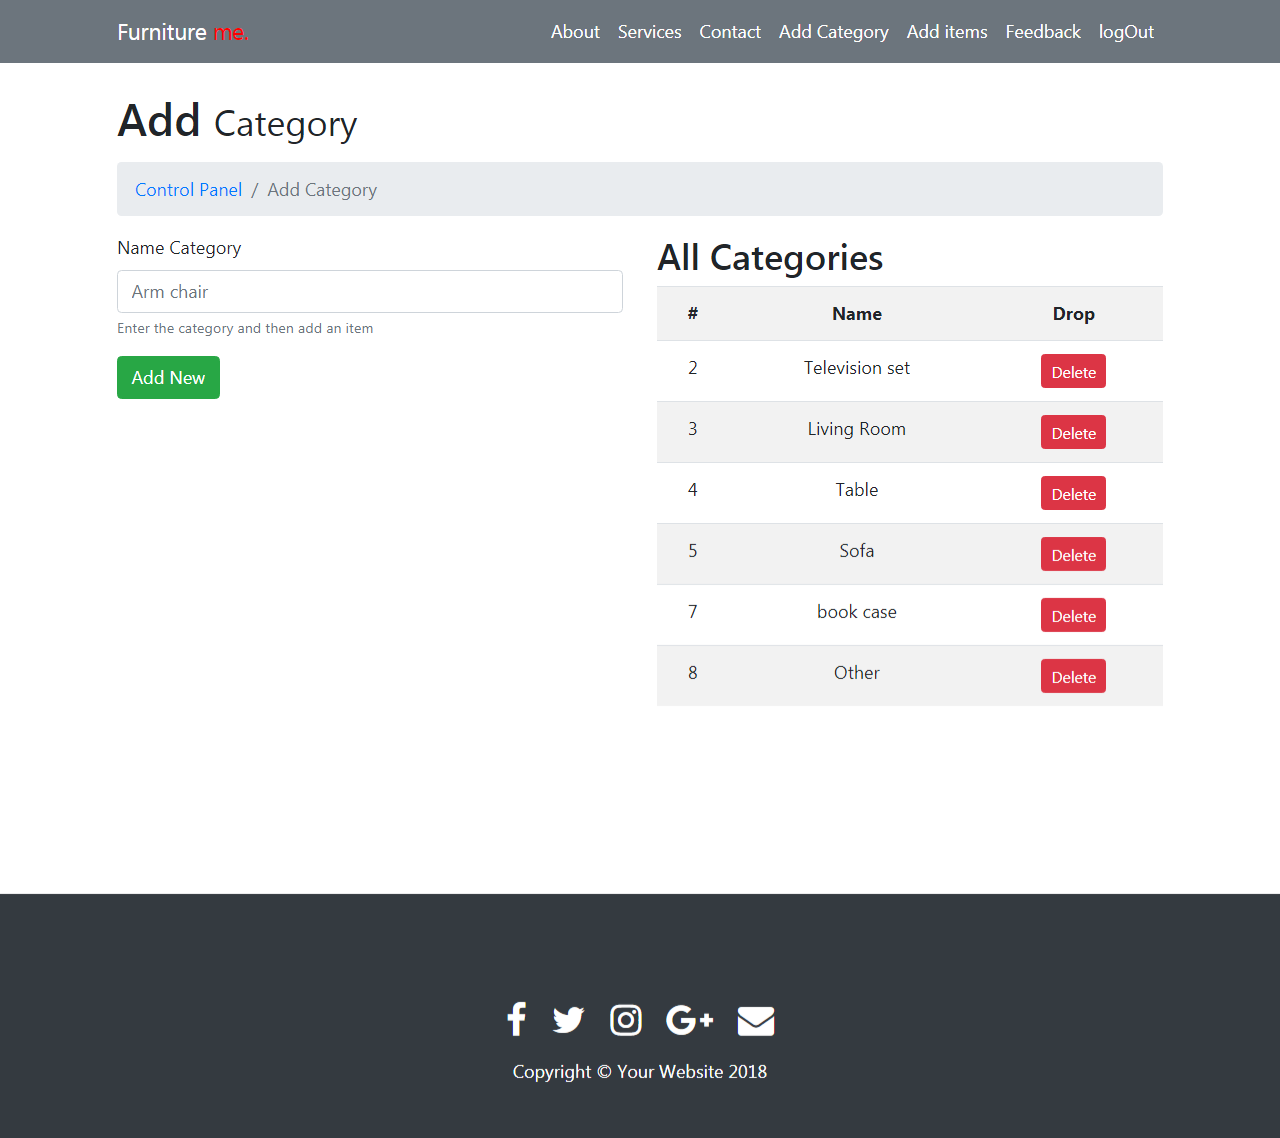 Furniture me.
About Services Contact Add Category Add items Feedback logOut
Add Category
Control Panel / Add Category
Name Category
Arm chair
Enter the category and then add an item
Add New
All Categories
# Name Drop
2 Television set Delete
3 Living Room Delete
4 Table Delete
5 Sofa Delete
7 book case Delete
8 Other Delete
Copyright © Your Website 2018